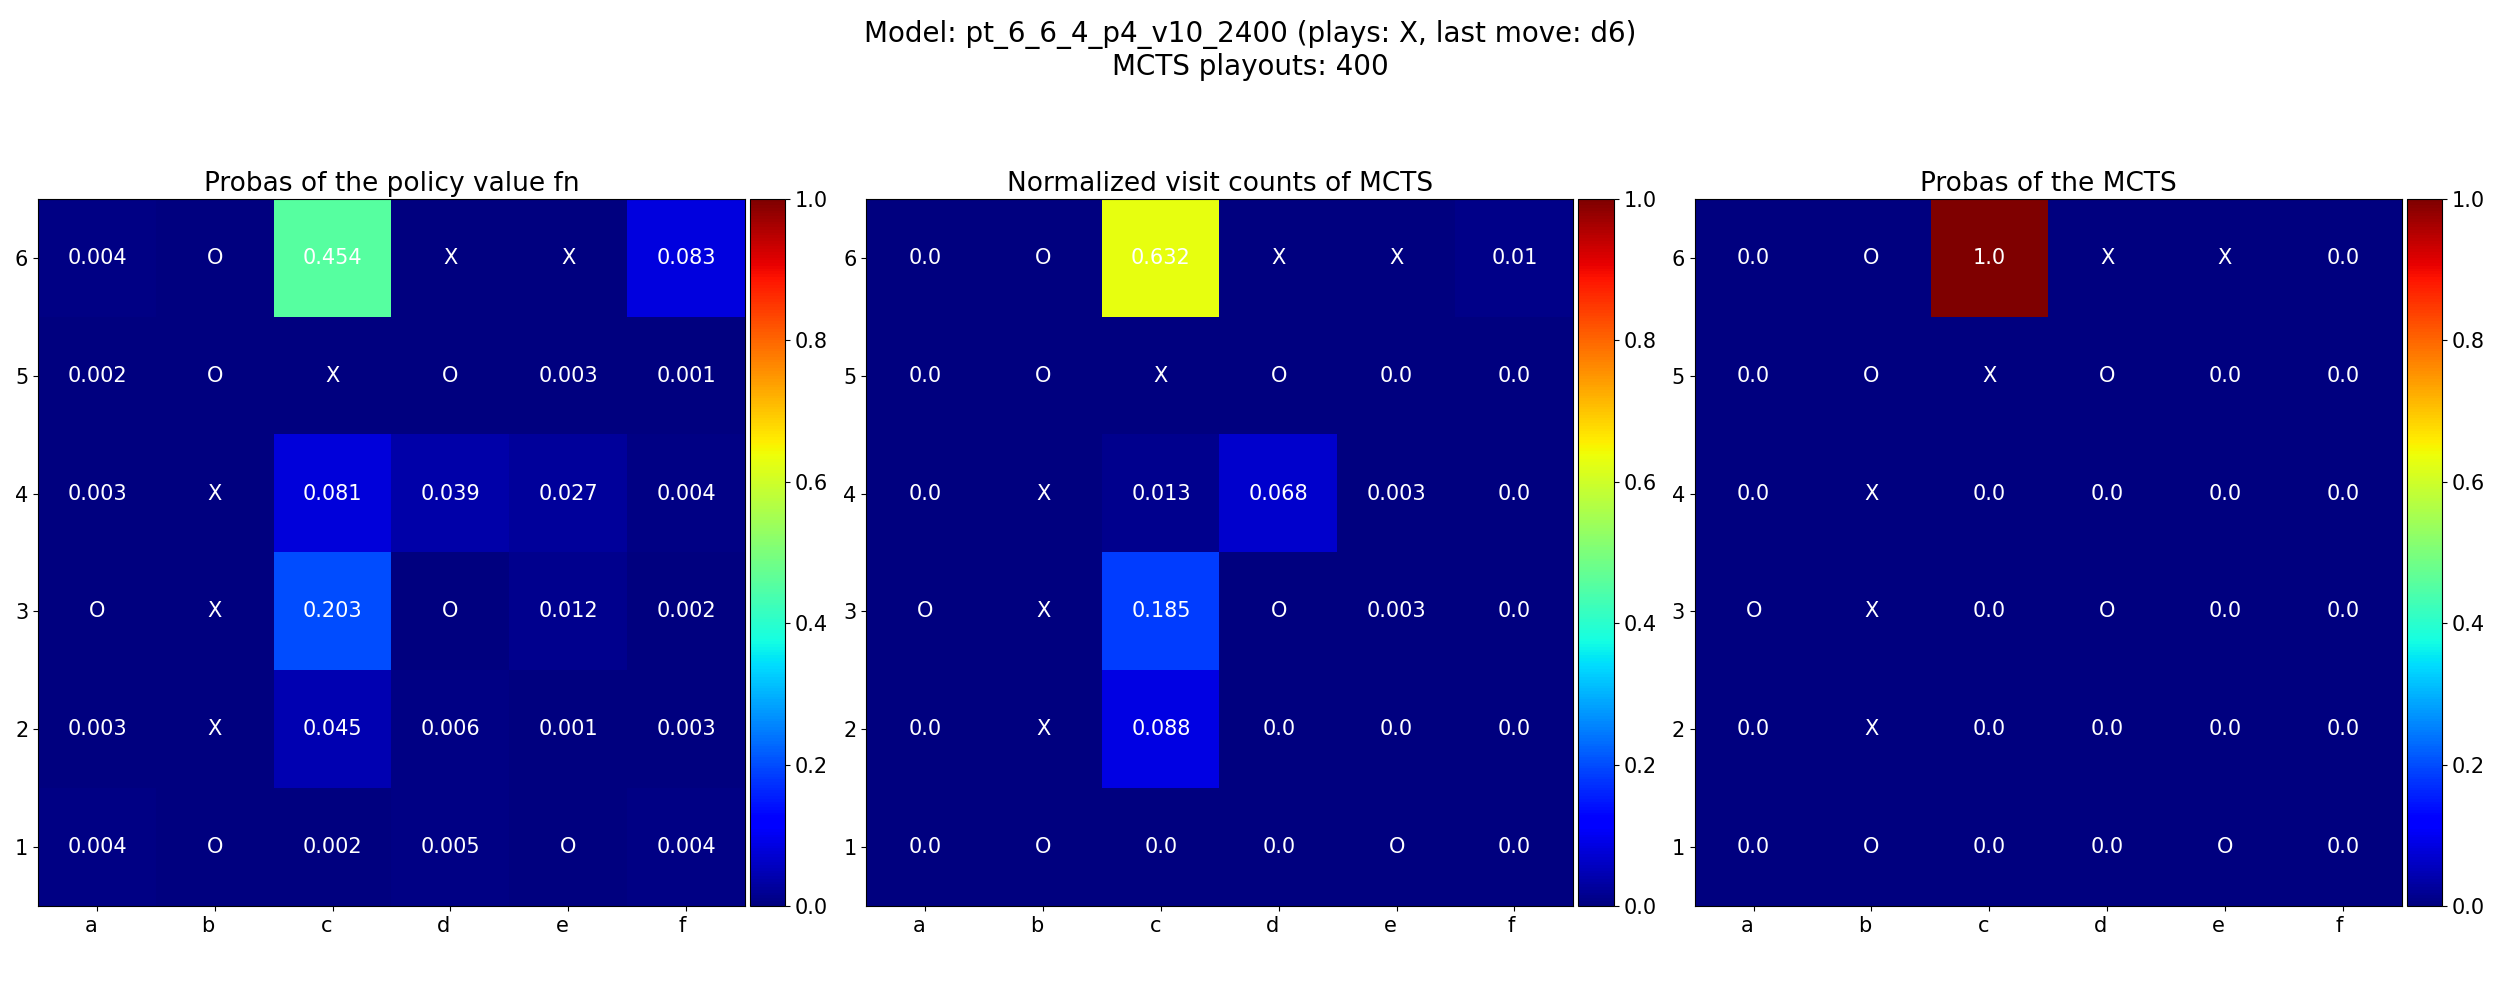 Model: pt_6_6_4_p4_v10_2400 (plays: X, last move: d6)
MCTS playouts: 400
Probas of the policy value fn
6 0.004 O 0.454 X X 0.083
5 0.002 O X O 0.003 0.001
4 0.003 X 0.081 0.039 0.027 0.004
3 O X 0.203 O 0.012 0.002
2 0.003 X 0.045 0.006 0.001 0.003
1 0.004 O 0.002 0.005 O 0.004
a b c d e f
1.0
0.8
0.6
0.4
0.2
0.0
Normalized visit counts of MCTS
6 0.0 O 0.632 X X 0.01
5 0.0 O X O 0.0 0.0
4 0.0 X 0.013 0.068 0.003 0.0
3 O X 0.185 O 0.003 0.0
2 0.0 X 0.088 0.0 0.0 0.0
1 0.0 O 0.0 0.0 O 0.0
a b c d e f
1.0
0.8
0.6
0.4
0.2
0.0
Probas of the MCTS
6 0.0 O 1.0 X X 0.0
5 0.0 O X O 0.0 0.0
4 0.0 X 0.0 0.0 0.0 0.0
3 O X 0.0 O 0.0 0.0
2 0.0 X 0.0 0.0 0.0 0.0
1 0.0 O 0.0 0.0 O 0.0
a b c d e f
1.0
0.8
0.6
0.4
0.2
0.0